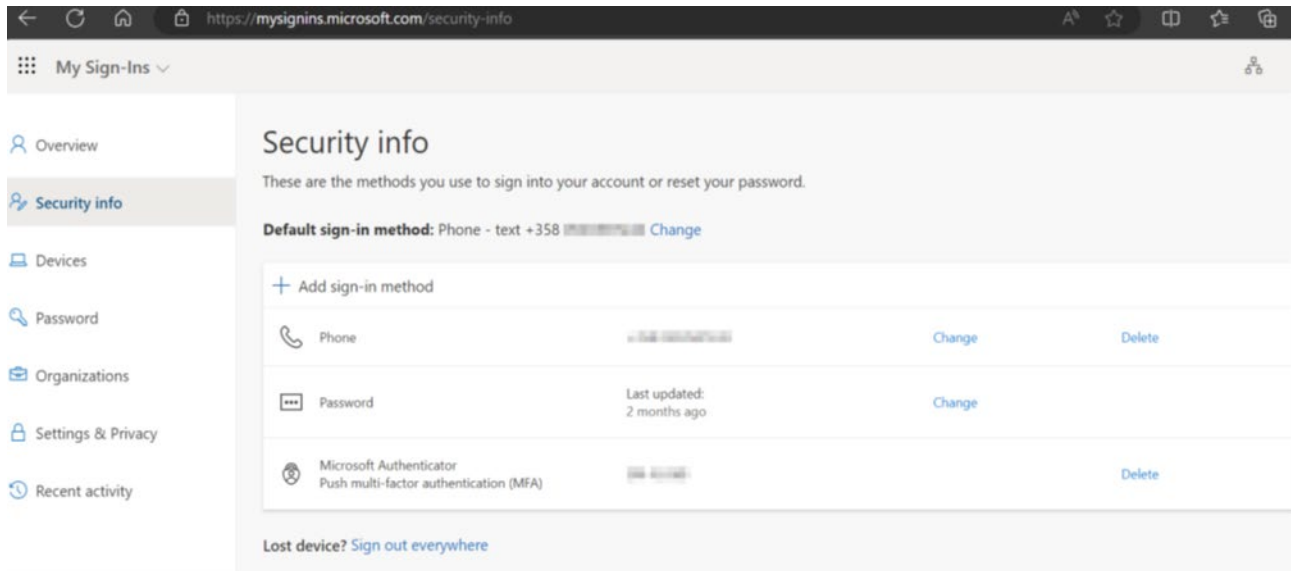 https://mysignins.microsoft.com/security-info
My Sign-Ins
Overview
Security info
Devices
Password
Organizations
Settings & Privacy
Recent activity
Security info
These are the methods you use to sign into your account or reset your password.
Default sign-in method: Phone - text +358 Change
Add sign-in method
Phone Change Delete
Password Last updated: 2 months ago Change
Microsoft Authenticator
Push multi-factor authentication (MFA) Delete
Lost device? Sign out everywhere